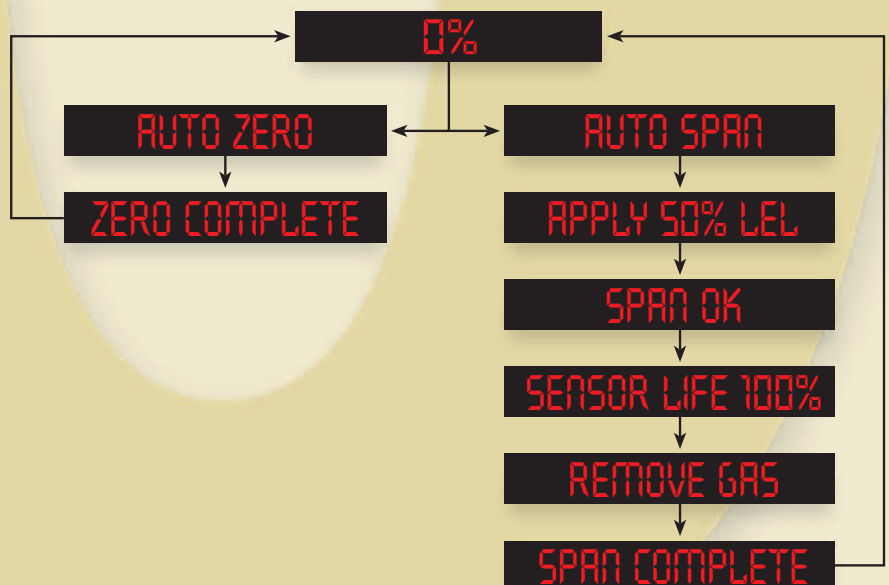 0%
AUTO ZERO
ZERO COMPLETE
AUTO SPAN
APPLY 50% LEL
SPAN OK
SENSOR LIFE 100%
REMOVE GAS
SPAN COMPLETE